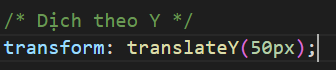 /* Dịch theo Y */
transform: translateY(50px);